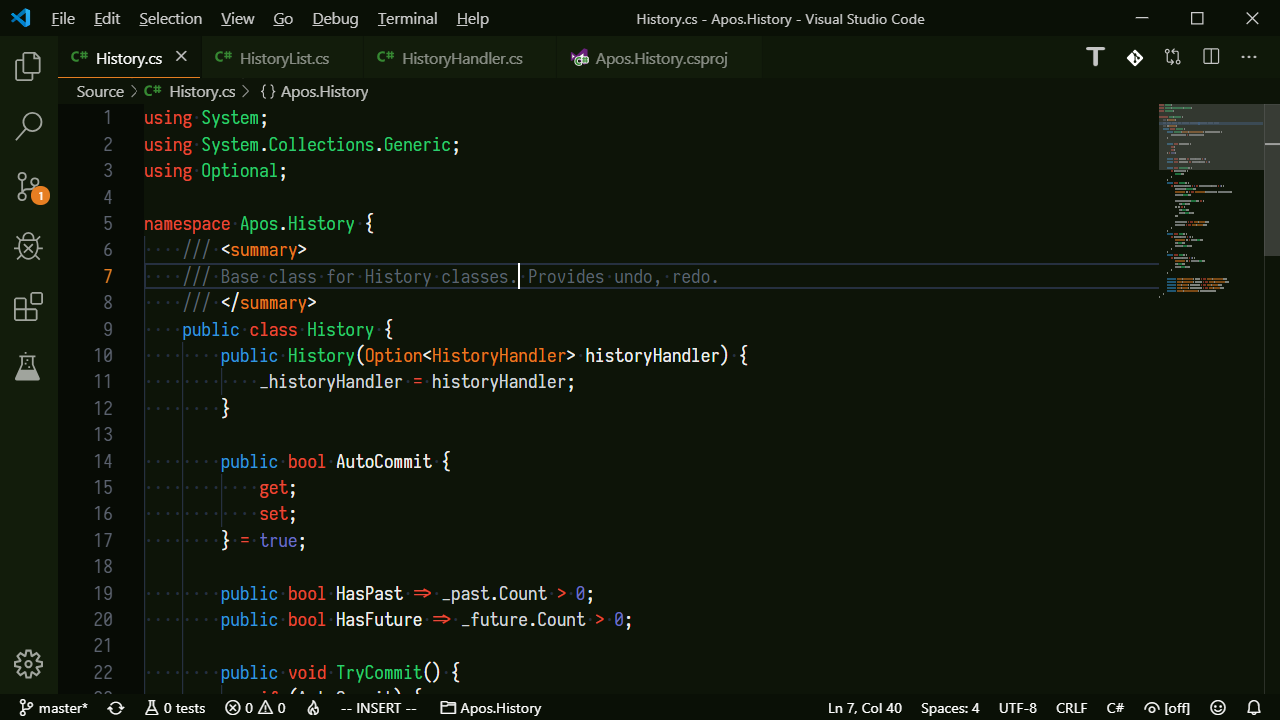 File Edit Selection View Go Debug Terminal Help History.cs - Apos.History - Visual Studio Code
C# History.cs C# HistoryList.cs C# HistoryHandler.cs Apos.History.csproj
Source > C# History.cs > {} Apos.History
1 using System;
2 using System.Collections.Generic;
3 using Optional;
4
5 namespace Apos.History {
6 /// <summary>
7 /// Base class for History classes. Provides undo, redo.
8 /// </summary>
9 public class History {
10 public History(Option<HistoryHandler> historyHandler) {
11 _historyHandler = historyHandler;
12 }
13
14 public bool AutoCommit {
15 get;
16 set;
17 } = true;
18
19 public bool HasPast => _past.Count > 0;
20 public bool HasFuture => _future.Count > 0;
21
22 public void TryCommit() {
1
master* 0 tests 0 0 -- INSERT -- Apos.History Ln 7, Col 40 Spaces: 4 UTF-8 CRLF C# [off]